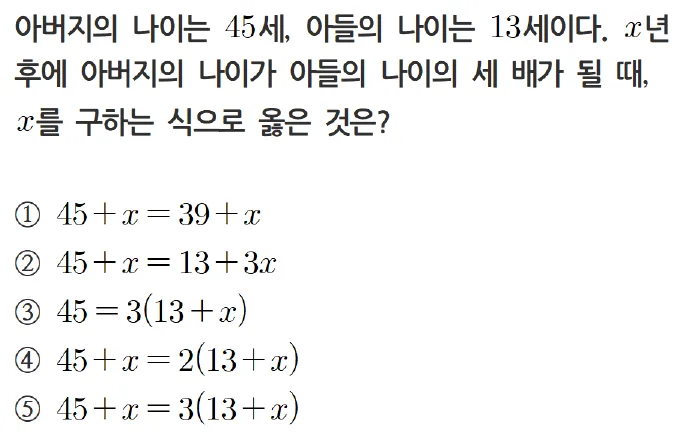 아버지의 나이는 45세, 아들의 나이는 13세이다. x년
후에 아버지의 나이가 아들의 나이의 세 배가 될 때,
x를 구하는 식으로 옳은 것은?
① 45+x=39+x
② 45+x=13+3x
③ 45=3(13+x)
④ 45+x=2(13+x)
⑤ 45+x=3(13+x)